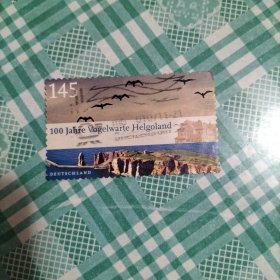 145
100 Jahre Vogelwarte Helgoland
DEUTSCHLAND